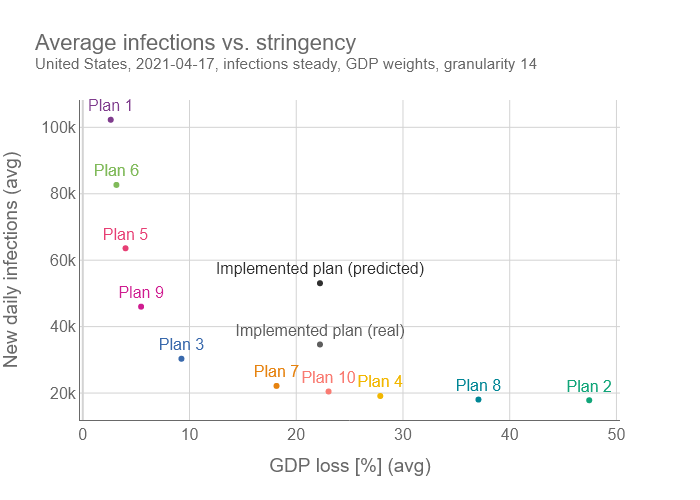 Average infections vs. stringency
United States, 2021-04-17, infections steady, GDP weights, granularity 14
Plan 1
100k
Plan 6
80k
Plan 5
60k
Implemented plan (predicted)
Plan 9
40k
Implemented plan (real)
Plan 3
Plan 7
Plan 10
Plan 4
Plan 8
Plan 2
20k
0
10
20
30
40
50
GDP loss [%] (avg)
New daily infections (avg)